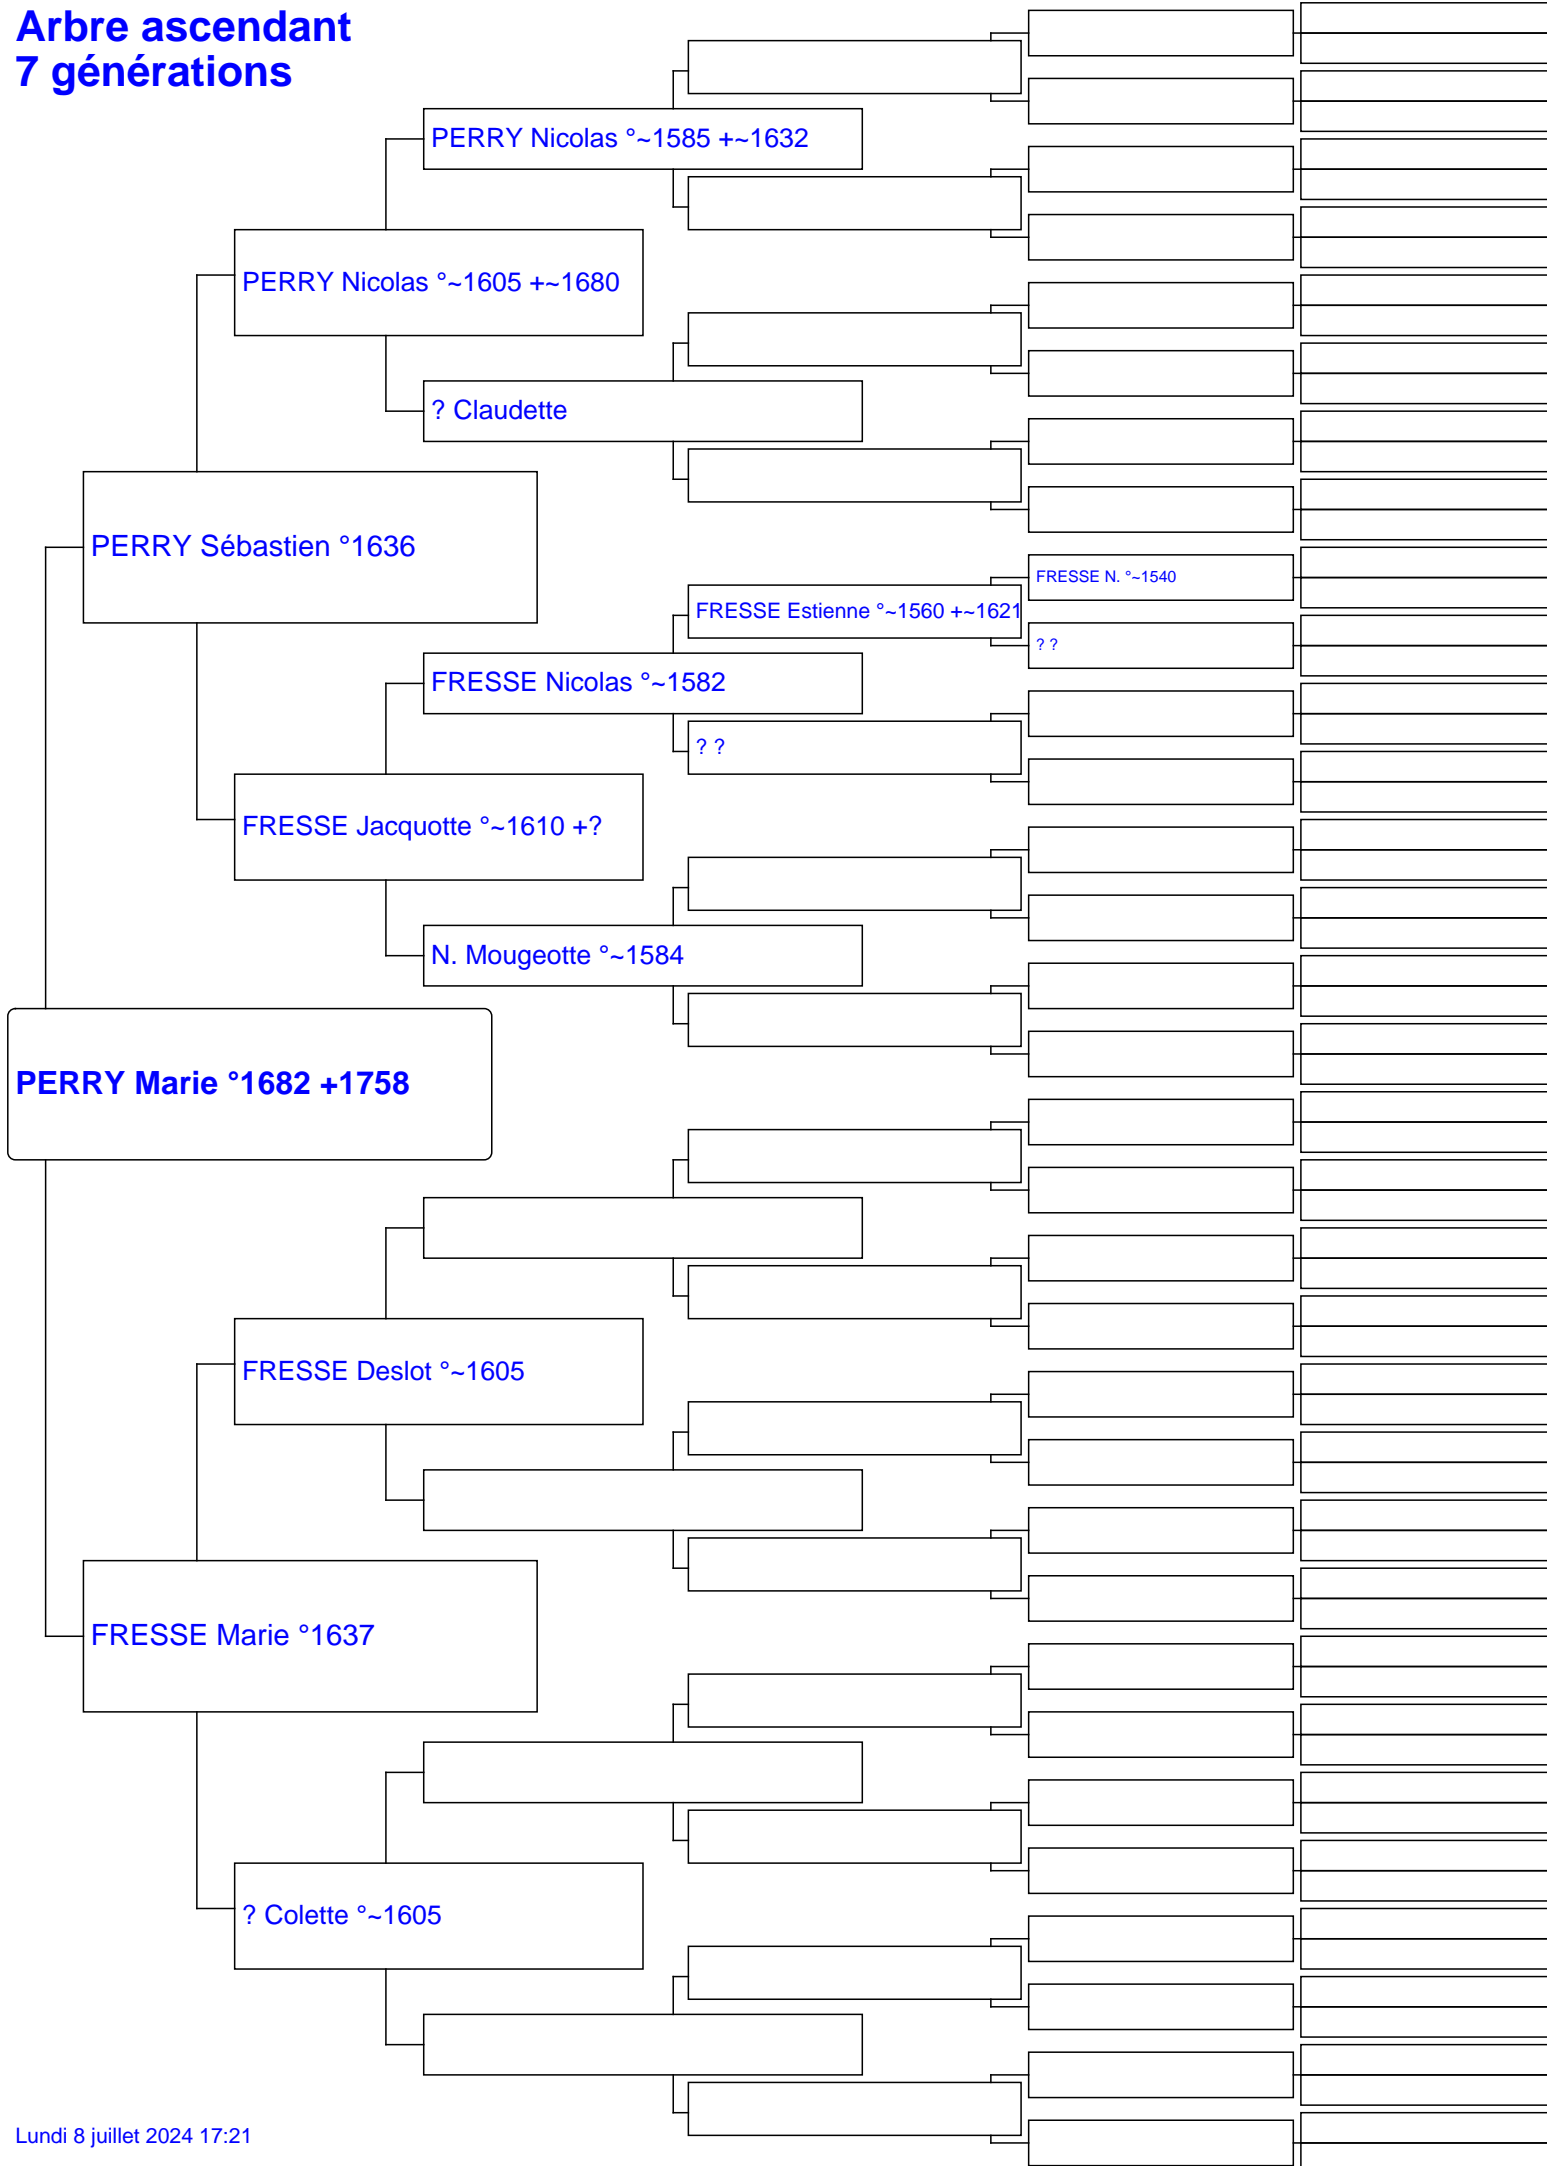 Arbre ascendant
7 générations
PERRY Nicolas °~1585 +~1632
PERRY Nicolas °~1605 +~1680
? Claudette
PERRY Sébastien °1636
FRESSE N. °~1540
FRESSE Estienne °~1560 +~1621
? ?
FRESSE Nicolas °~1582
? ?
FRESSE Jacquotte °~1610 +?
N. Mougeotte °~1584
PERRY Marie °1682 +1758
FRESSE Deslot °~1605
FRESSE Marie °1637
? Colette °~1605
Lundi 8 juillet 2024 17:21